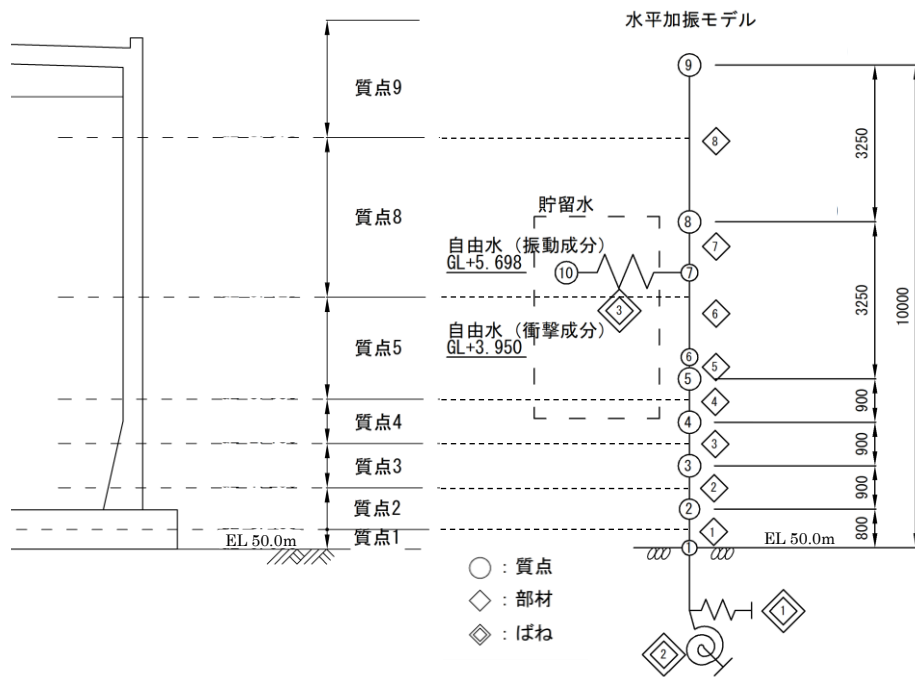 水平加振モデル
質点9
質点8
質点5
質点4
質点3
質点2
質点1
EL 50.0m
貯留水
自由水（振動成分）
GL+5.698
自由水（衝撃成分）
GL+3.950
9
8
7
10
6
5
4
3
2
1
8
7
6
5
4
3
2
1
3
1
2
3250
3250
900
900
900
800
10000
EL 50.0m
○：質点
◇：部材
◈：ばね